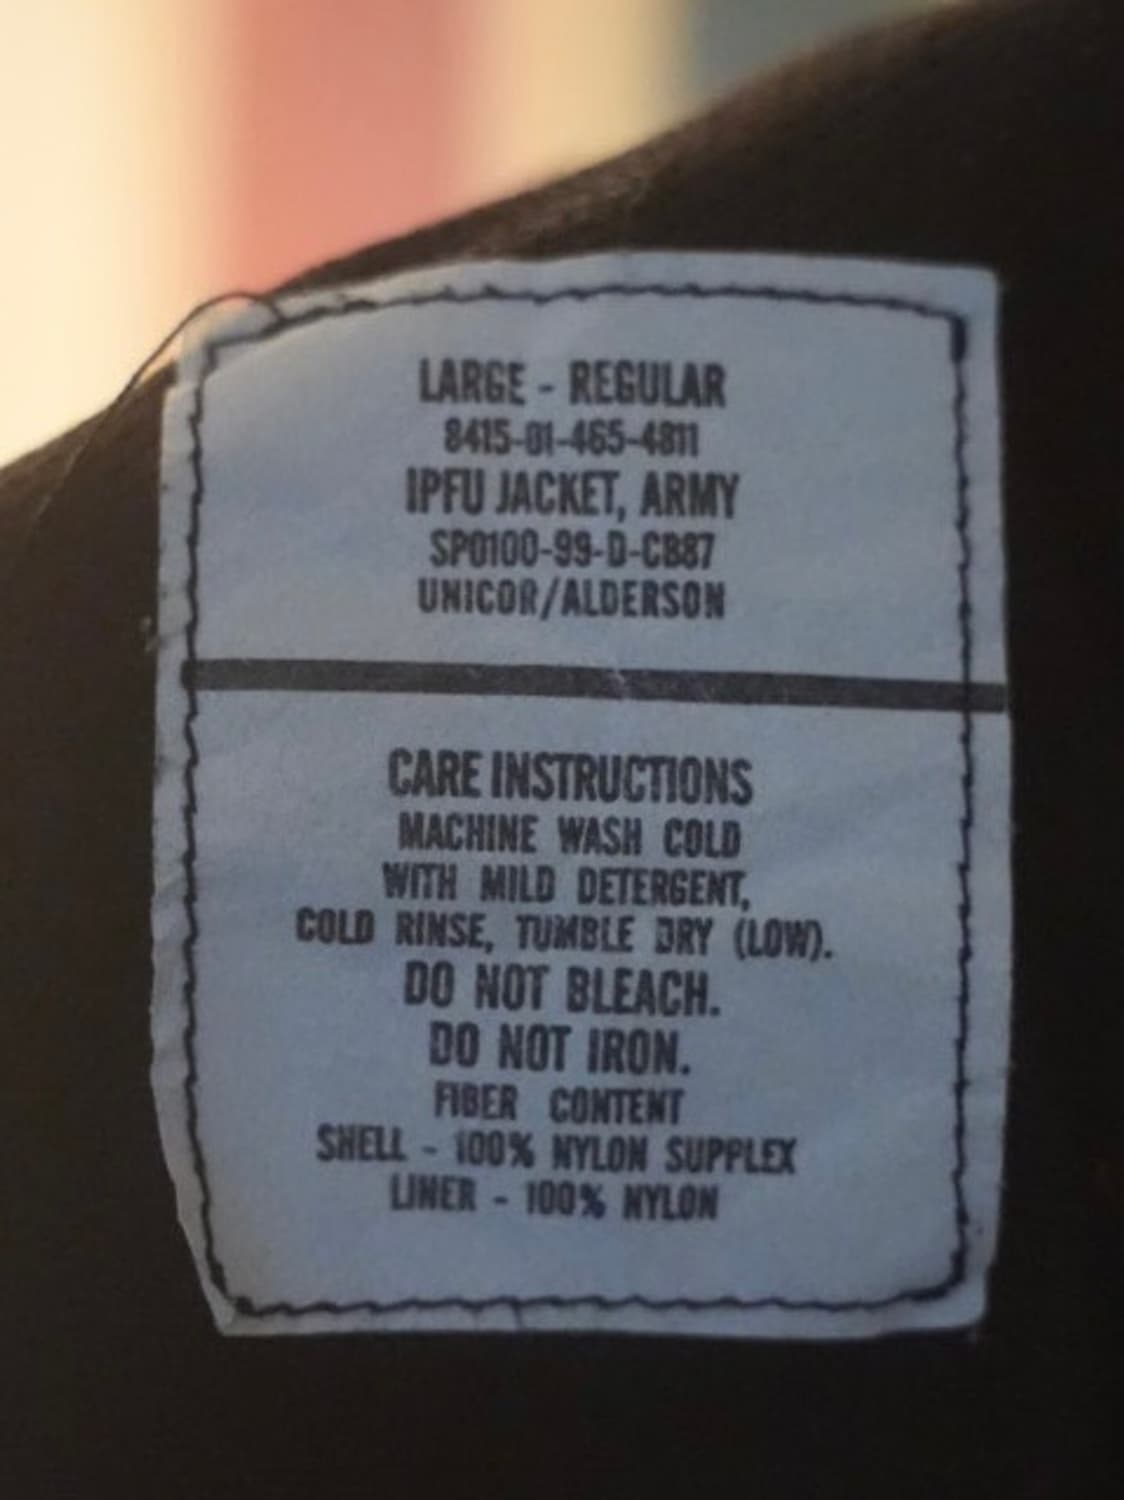 LARGE - REGULAR
8415-01-465-4811
IPFU JACKET, ARMY
SP0100-99-D-CB87
UNICOR/ALDERSON
CARE INSTRUCTIONS
MACHINE WASH COLD
WITH MILD DETERGENT,
COLD RINSE, TUMBLE DRY (LOW).
DO NOT BLEACH.
DO NOT IRON.
FIBER CONTENT
SHELL - 100% NYLON SUPPLEX
LINER - 100% NYLON